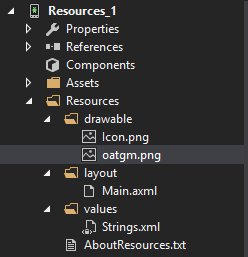 Resources_1
Properties
References
Components
Assets
Resources
drawable
Icon.png
oatgm.png
layout
Main.axml
values
Strings.xml
AboutResources.txt